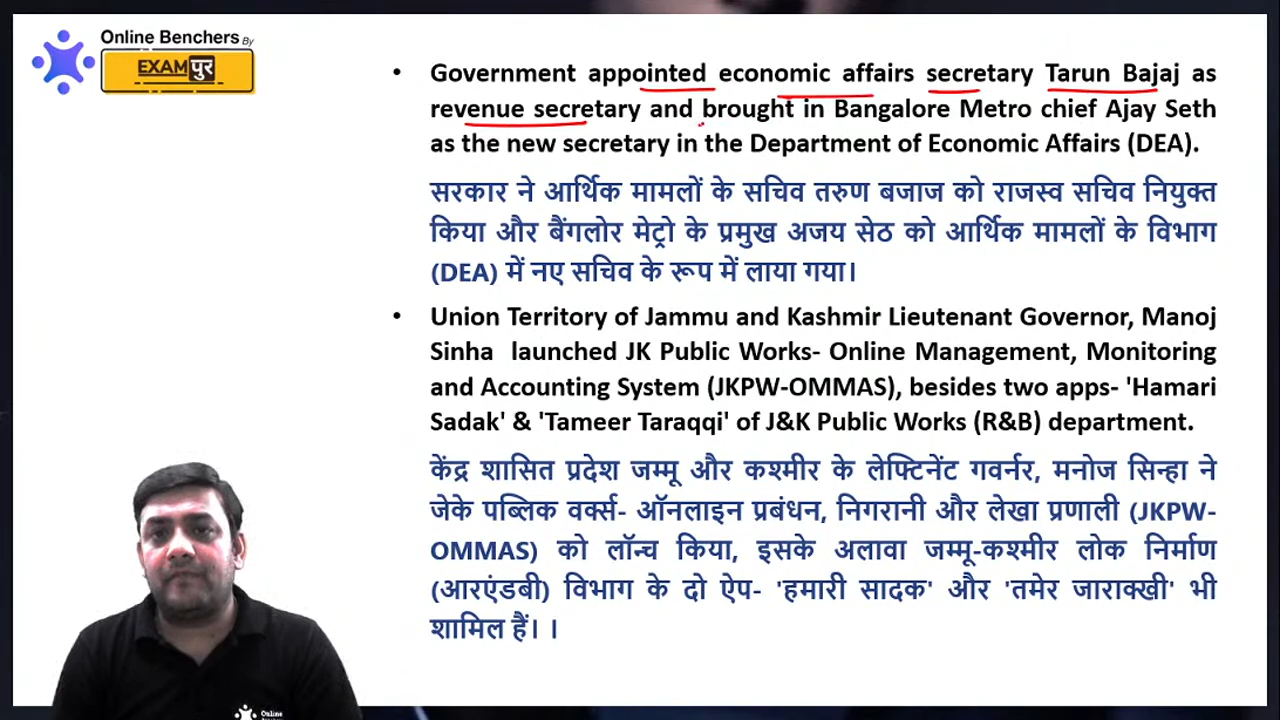 Online Benchers By
EXAMपुर
• Government appointed economic affairs secretary Tarun Bajaj as
revenue secretary and brought in Bangalore Metro chief Ajay Seth
as the new secretary in the Department of Economic Affairs (DEA).
सरकार ने आर्थिक मामलों के सचिव तरुण बजाज को राजस्व सचिव नियुक्त
किया और बैंगलोर मेट्रो के प्रमुख अजय सेठ को आर्थिक मामलों के विभाग
(DEA) में नए सचिव के रूप में लाया गया।
• Union Territory of Jammu and Kashmir Lieutenant Governor, Manoj
Sinha launched JK Public Works- Online Management, Monitoring
and Accounting System (JKPW-OMMAS), besides two apps- 'Hamari
Sadak' & 'Tameer Taraqqi' of J&K Public Works (R&B) department.
केंद्र शासित प्रदेश जम्मू और कश्मीर के लेफ्टिनेंट गवर्नर, मनोज सिन्हा ने
जेके पब्लिक वर्क्स- ऑनलाइन प्रबंधन, निगरानी और लेखा प्रणाली (JKPW-
OMMAS) को लॉन्च किया, इसके अलावा जम्मू-कश्मीर लोक निर्माण
(आरएंडबी) विभाग के दो ऐप- 'हमारी सादक' और 'तमेर जाराक्खी' भी
शामिल हैं। ।
Online